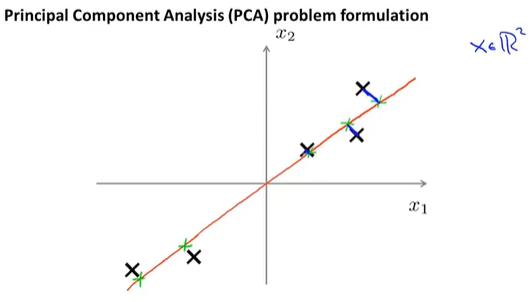 Principal Component Analysis (PCA) problem formulation
x₂
x∈ℝ²
x₁